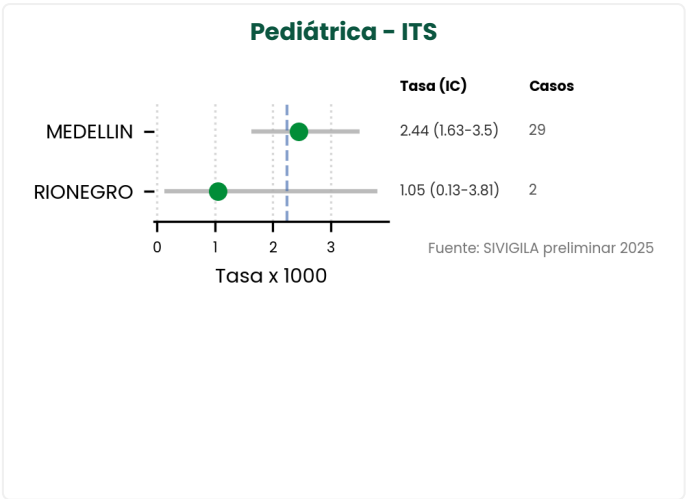 Pediátrica - ITS
Tasa (IC) Casos
MEDELLIN 2.44 (1.63-3.5) 29
RIONEGRO 1.05 (0.13-3.81) 2
0 1 2 3
Fuente: SIVIGILA preliminar 2025
Tasa x 1000